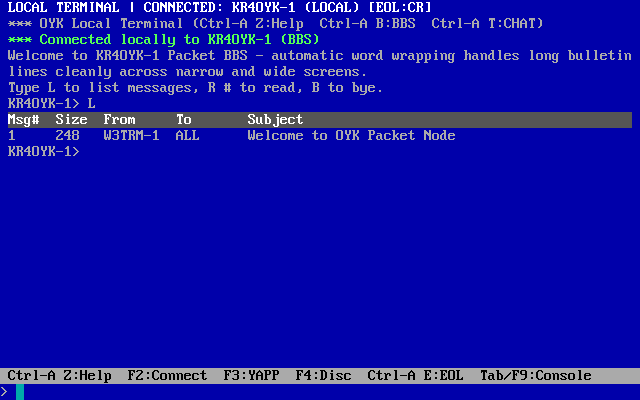 LOCAL TERMINAL | CONNECTED: KR4OYK-1 (LOCAL) [EOL:CR]
*** OYK Local Terminal (Ctrl-A Z:Help  Ctrl-A B:BBS  Ctrl-A T:CHAT)
*** Connected locally to KR4OYK-1 (BBS)
Welcome to KR4OYK-1 Packet BBS - automatic word wrapping handles long bulletin
lines cleanly across narrow and wide screens.
Type L to list messages, R # to read, B to bye.
KR4OYK-1> L
Msg#  Size  From     To       Subject
1     248   W3TRM-1  ALL      Welcome to OYK Packet Node
KR4OYK-1>
Ctrl-A Z:Help  F2:Connect  F3:YAPP  F4:Disc  Ctrl-A E:EOL  Tab/F9:Console
>